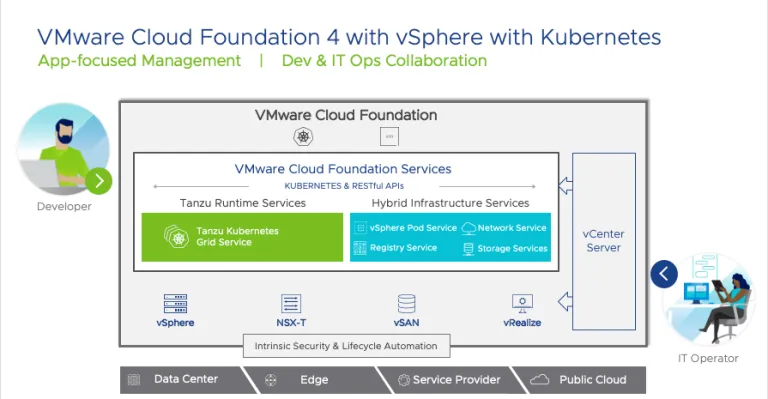 VMware Cloud Foundation 4 with vSphere with Kubernetes
App-focused Management | Dev & IT Ops Collaboration
VMware Cloud Foundation
VMware Cloud Foundation Services
KUBERNETES & RESTful APIs
Tanzu Runtime Services
Hybrid Infrastructure Services
Tanzu Kubernetes
Grid Service
vSphere Pod Service
Network Service
Registry Service
Storage Services
vCenter
Server
Developer
IT Operator
vSphere
NSX-T
vSAN
vRealize
Intrinsic Security & Lifecycle Automation
Data Center
Edge
Service Provider
Public Cloud